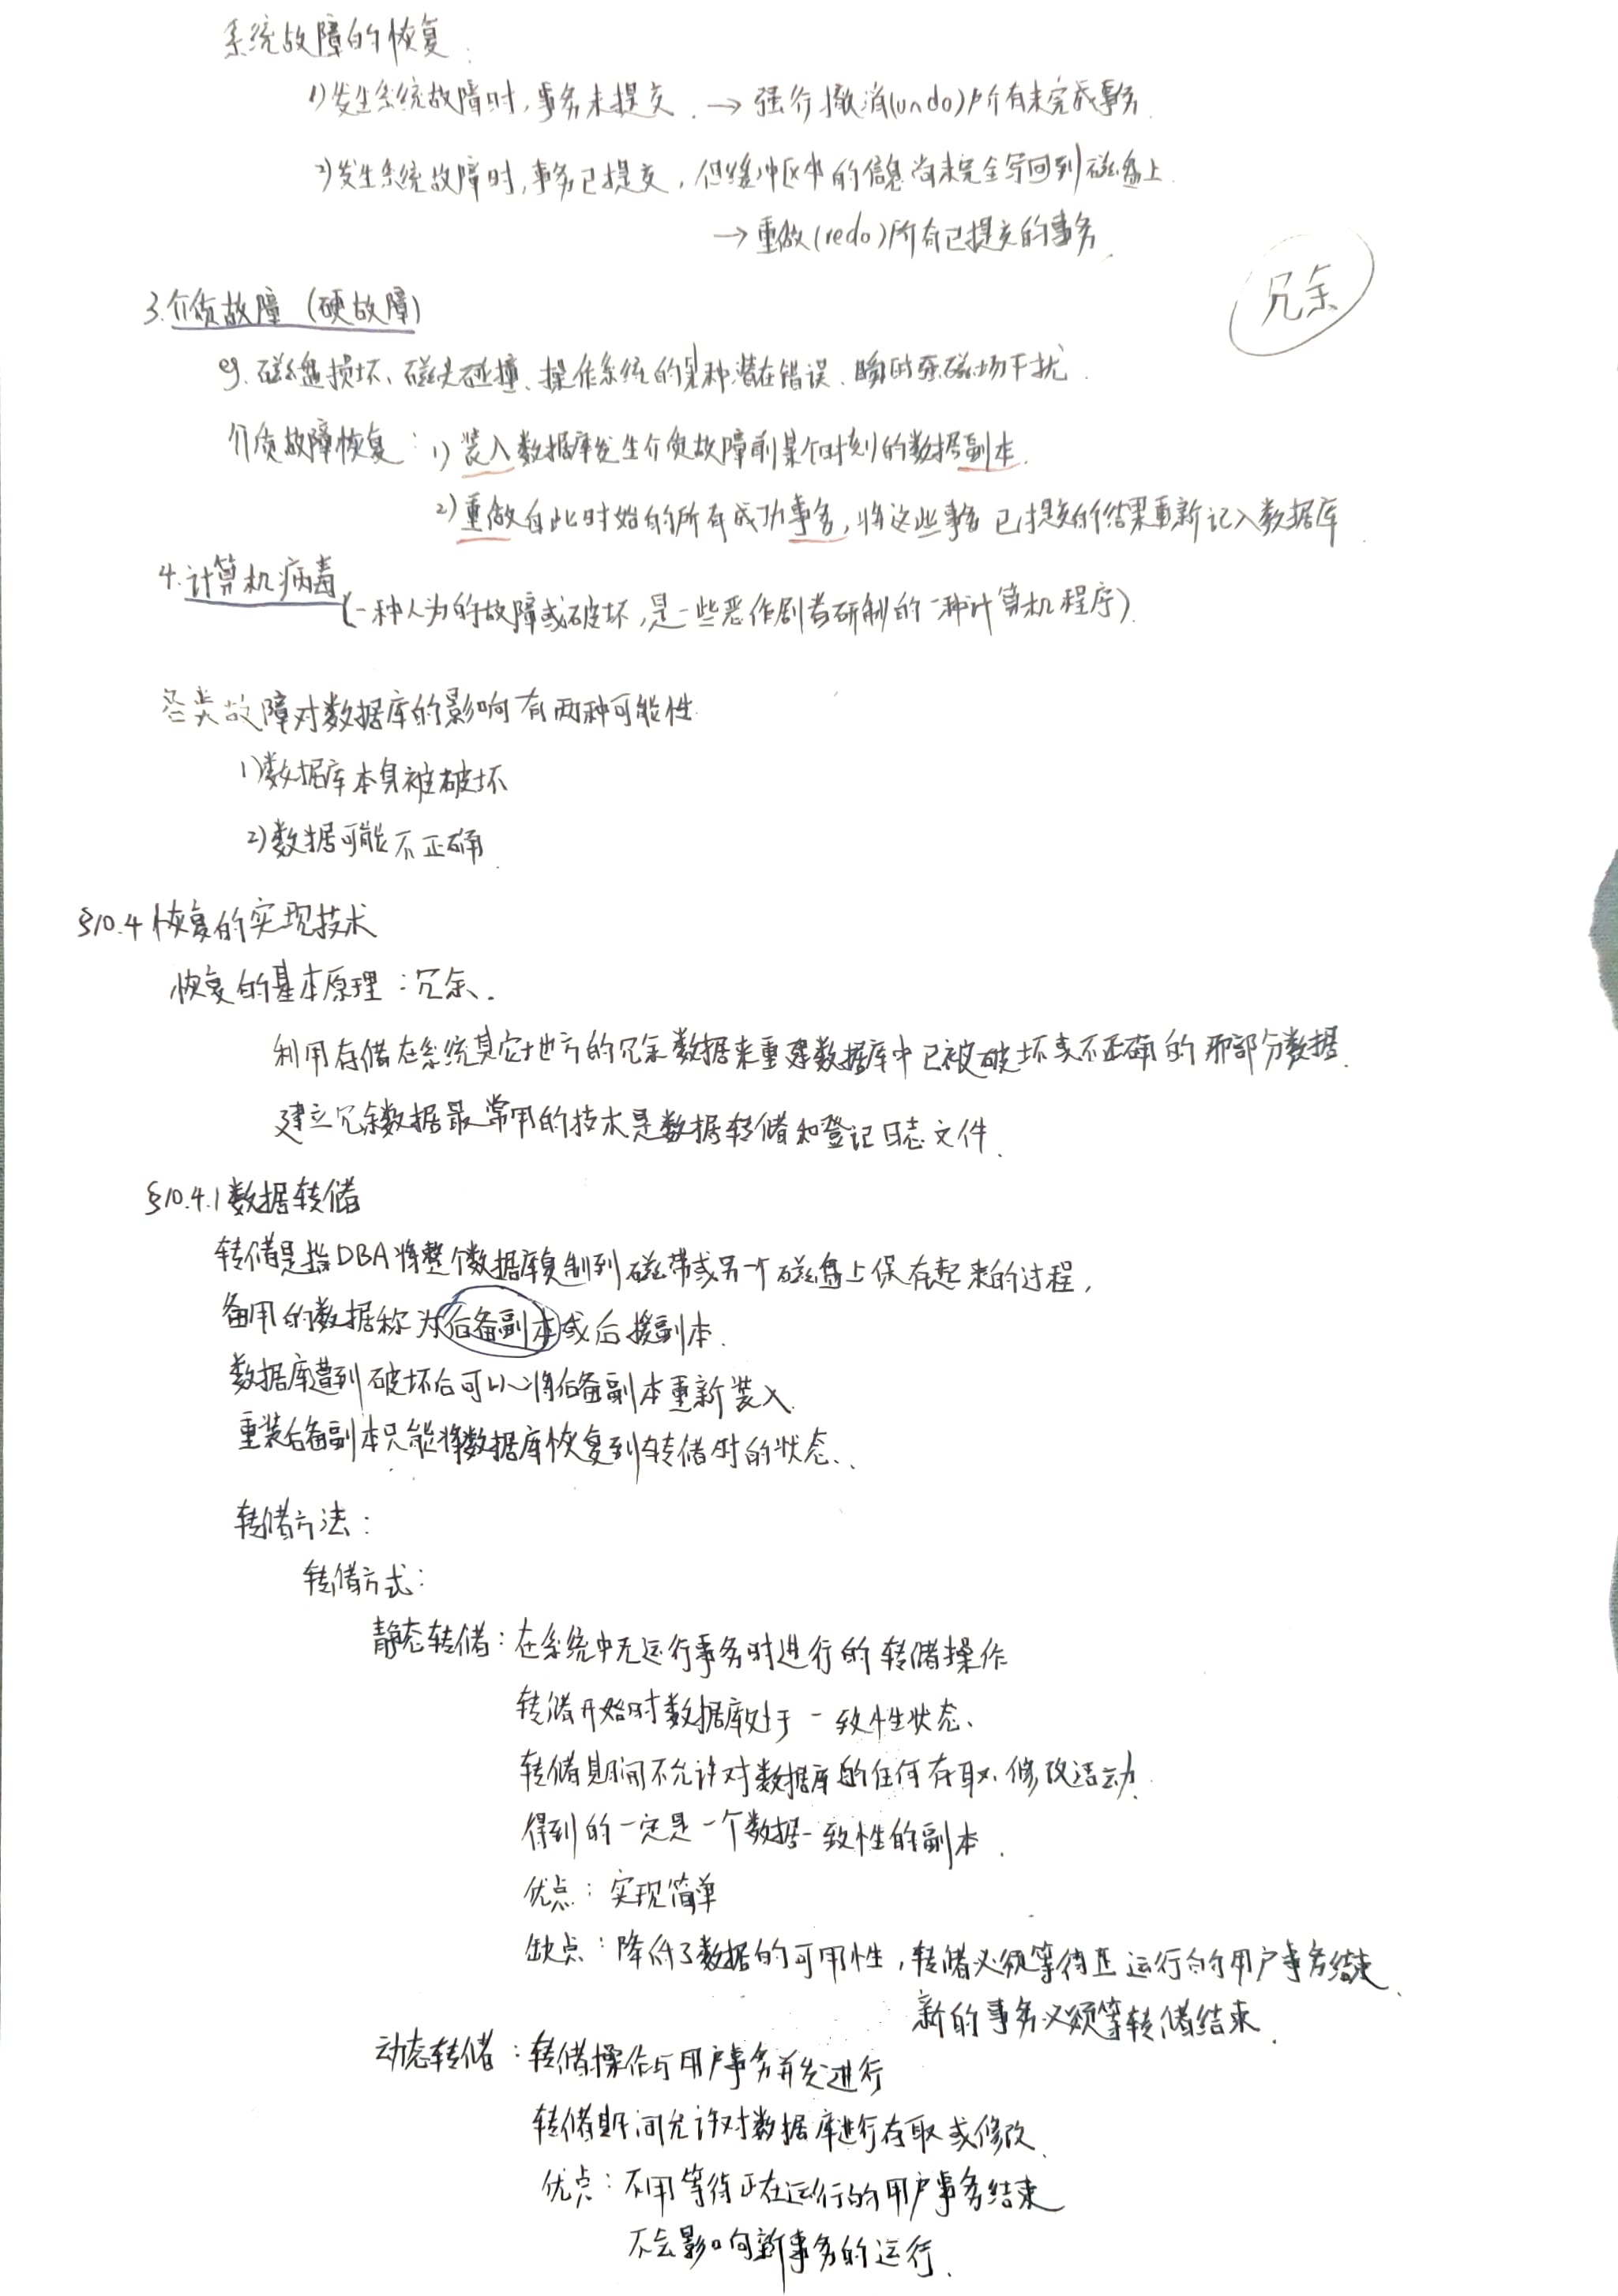 系统故障的恢复:
1)发生系统故障时,事务未提交. → 强行撤消(undo)所有未完成事务.
2)发生系统故障时,事务已提交,但缓冲区中的信息尚未完全写回到磁盘上.
→ 重做(redo)所有已提交的事务.
冗余
3.介质故障 (硬故障)
eg. 磁盘损坏、磁头碰撞、操作系统的某种潜在错误、瞬时强磁场干扰.
介质故障恢复:1)装入数据库发生介质故障前某个时刻的数据副本.
2)重做自此时始的所有成功事务,将这些事务已提交的结果重新记入数据库.
4.计算机病毒(一种人为的故障或破坏,是一些恶作剧者研制的一种计算机程序).
各类故障对数据库的影响有两种可能性.
1)数据库本身被破坏
2)数据可能不正确.
§10.4 恢复的实现技术
恢复的基本原理:冗余.
利用存储在系统其它地方的冗余数据来重建数据库中已被破坏或不正确的那部分数据.
建立冗余数据最常用的技术是数据转储和登记日志文件.
§10.4.1 数据转储
转储是指DBA将整个数据库复制到磁带或另一个磁盘上保存起来的过程,
备用的数据称为后备副本或后援副本.
数据库遭到破坏后可以将后备副本重新装入.
重装后备副本只能将数据库恢复到转储时的状态.
转储方法:
转储方式:
静态转储:在系统中无运行事务时进行的转储操作
转储开始时数据库处于一致性状态、
转储期间不允许对数据库的任何存取、修改活动.
得到的一定是一个数据一致性的副本.
优点:实现简单
缺点:降低了数据的可用性,转储必须等待正运行的用户事务结束.
新的事务必须等转储结束.
动态转储:转储操作与用户事务并发进行
转储期间允许对数据库进行存取或修改.
优点:不用等待正在运行的用户事务结束
不会影响新事务的运行.